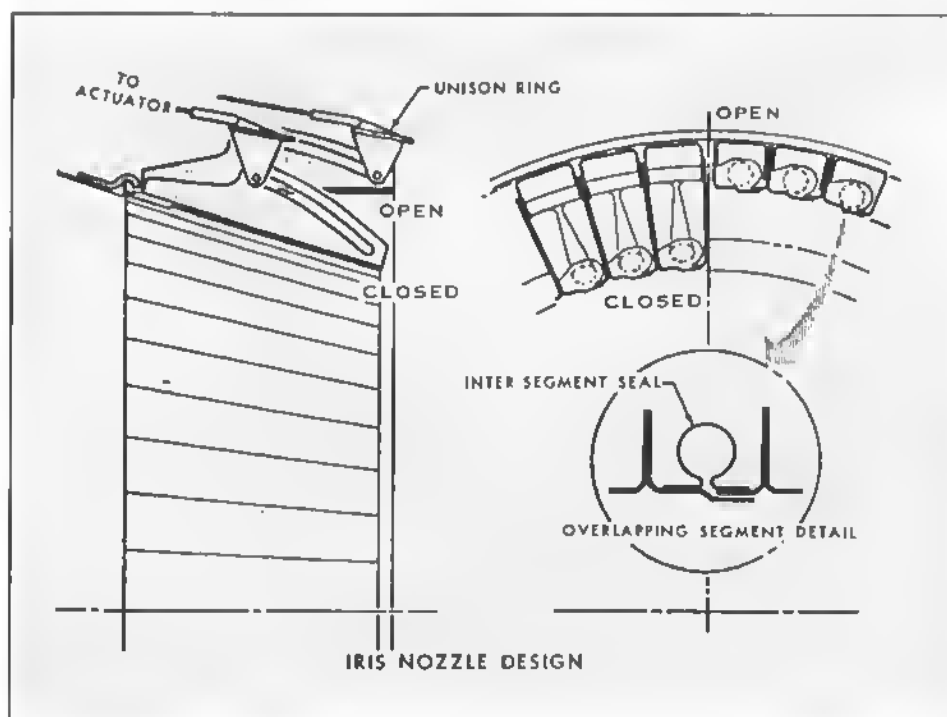 TO
ACTUATOR
UNISON RING
OPEN
CLOSED
OPEN
CLOSED
INTER SEGMENT SEAL
OVERLAPPING SEGMENT DETAIL
IRIS NOZZLE DESIGN